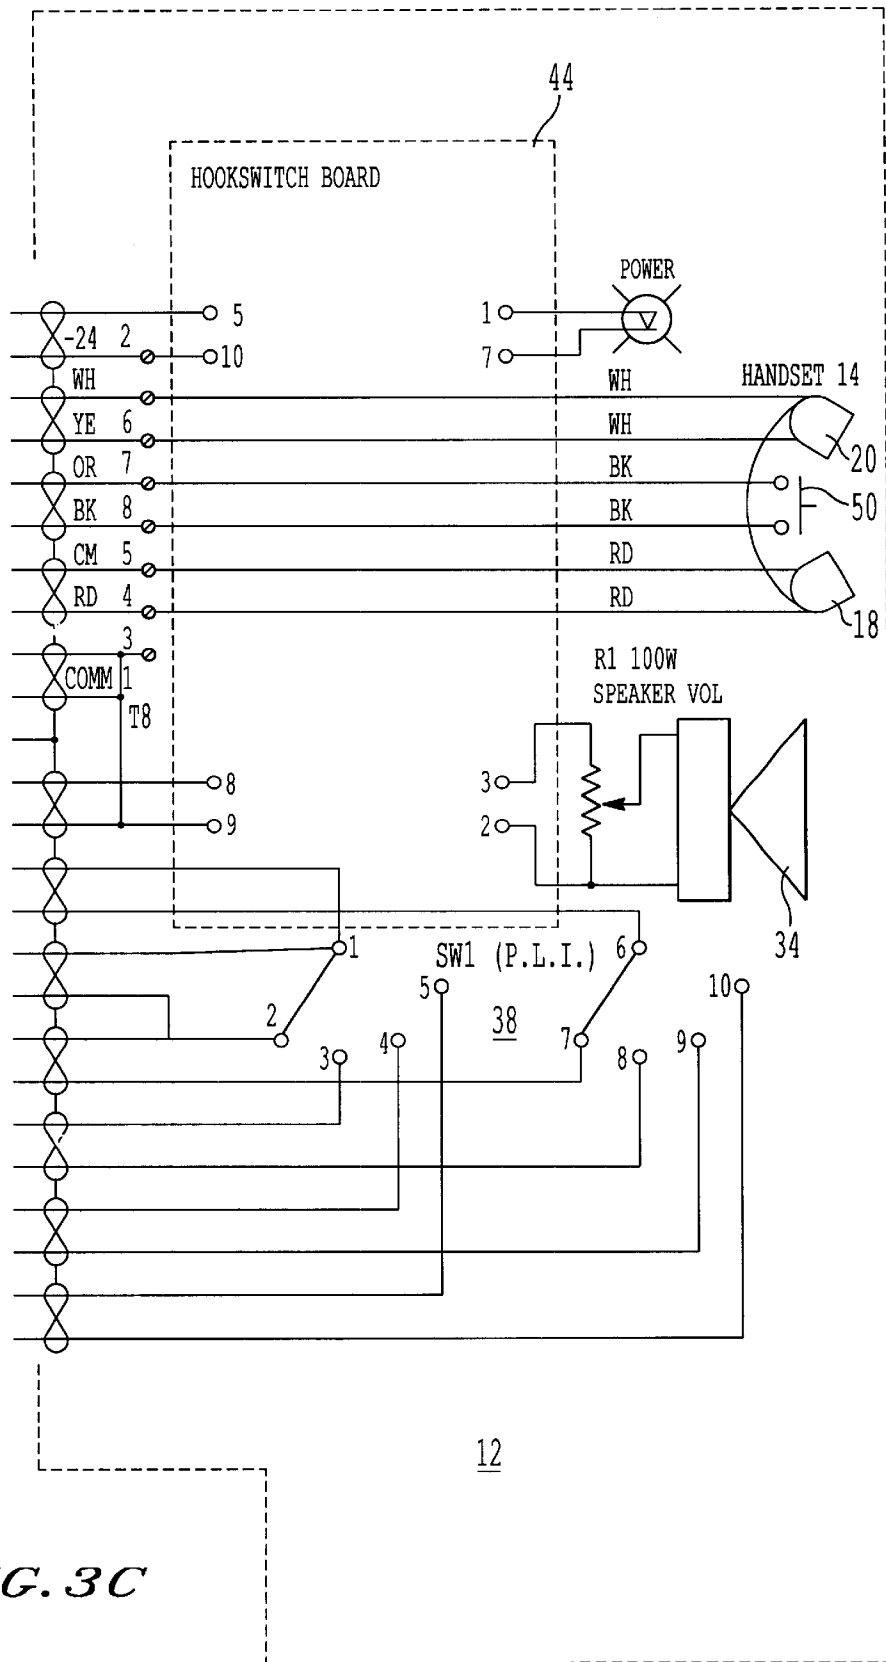 44
HOOKSWITCH BOARD
POWER
5
1
-24 2
10
7
WH
WH
HANDSET 14
YE 6
WH
20
OR 7
BK
50
BK 8
BK
CM 5
RD
RD 4
RD
18
3
R1 100W
COMM 1
SPEAKER VOL
T8
8
3
9
2
34
1
SW1 (P.L.I.)
6
5
10
2
38
7
3
4
8
9
12
G. 3C